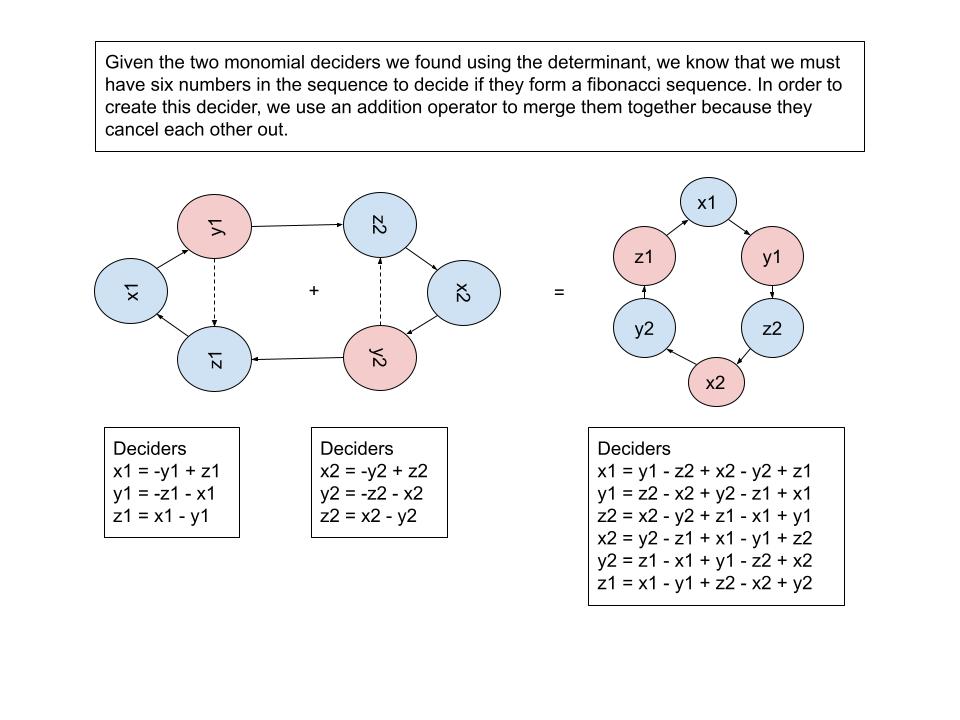 Given the two monomial deciders we found using the determinant, we know that we must
have six numbers in the sequence to decide if they form a fibonacci sequence. In order to
create this decider, we use an addition operator to merge them together because they
cancel each other out.
y1
z2
x1
x2
z1
y2
+
=
x1
z1
y1
y2
z2
x2
Deciders
x1 = -y1 + z1
y1 = -z1 - x1
z1 = x1 - y1
Deciders
x2 = -y2 + z2
y2 = -z2 - x2
z2 = x2 - y2
Deciders
x1 = y1 - z2 + x2 - y2 + z1
y1 = z2 - x2 + y2 - z1 + x1
z2 = x2 - y2 + z1 - x1 + y1
x2 = y2 - z1 + x1 - y1 + z2
y2 = z1 - x1 + y1 - z2 + x2
z1 = x1 - y1 + z2 - x2 + y2